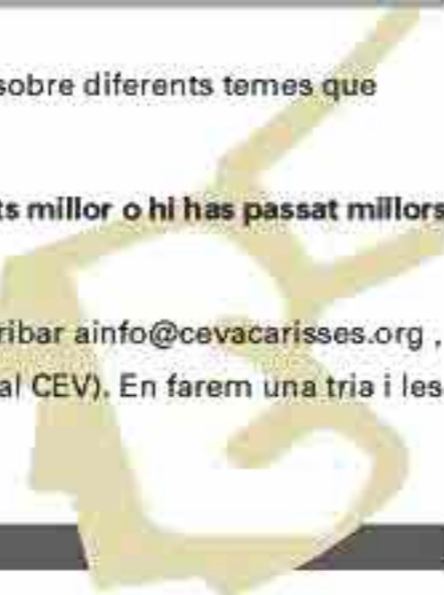 sobre diferents temes que
ts millor o hi has passat millors
ribar ainfo@cevacarisses.org ,
al CEV). En farem una tria i les